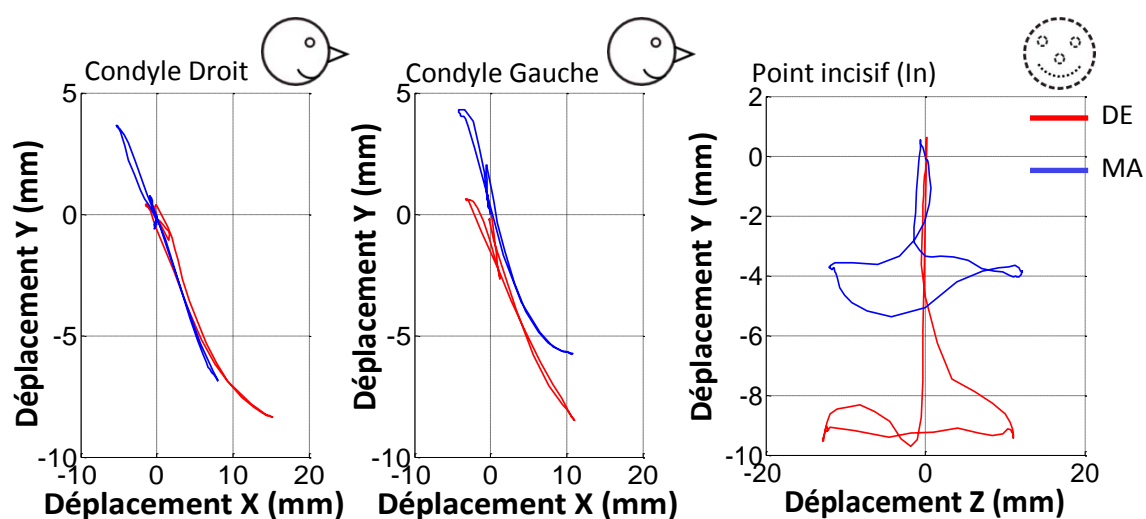 Condyle Droit
Condyle Gauche
Point incisif (In)
DE
MA
Déplacement Y (mm)
5
0
-5
-10
-10
0
10
20
Déplacement X (mm)
Déplacement Y (mm)
5
0
-5
-10
-10
0
10
20
Déplacement X (mm)
Déplacement Y (mm)
2
0
-2
-4
-6
-8
-10
-20
0
20
Déplacement Z (mm)